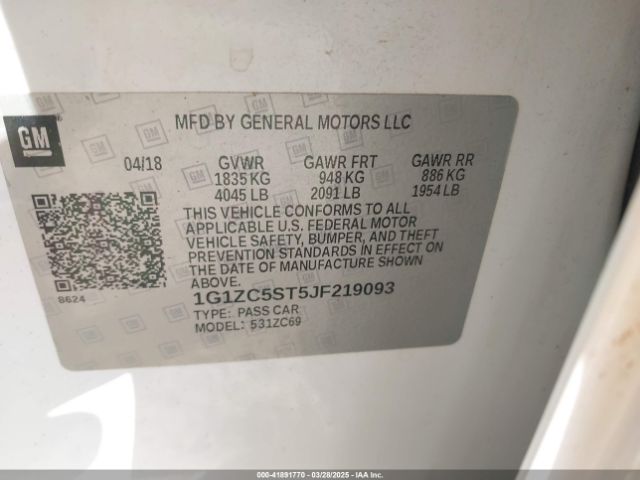 GM
MFD BY GENERAL MOTORS LLC
04/18 GVWR GAWR FRT GAWR RR
1835 KG 948 KG 886 KG
4045 LB 2091 LB 1954 LB
THIS VEHICLE CONFORMS TO ALL
APPLICABLE U.S. FEDERAL MOTOR
VEHICLE SAFETY, BUMPER, AND THEFT
PREVENTION STANDARDS IN EFFECT ON
THE DATE OF MANUFACTURE SHOWN
ABOVE.
8624
1G1ZC5ST5JF219093
TYPE: PASS CAR
MODEL: 531ZC69
000-41891770 — 03/28/2025 — IAA Inc.